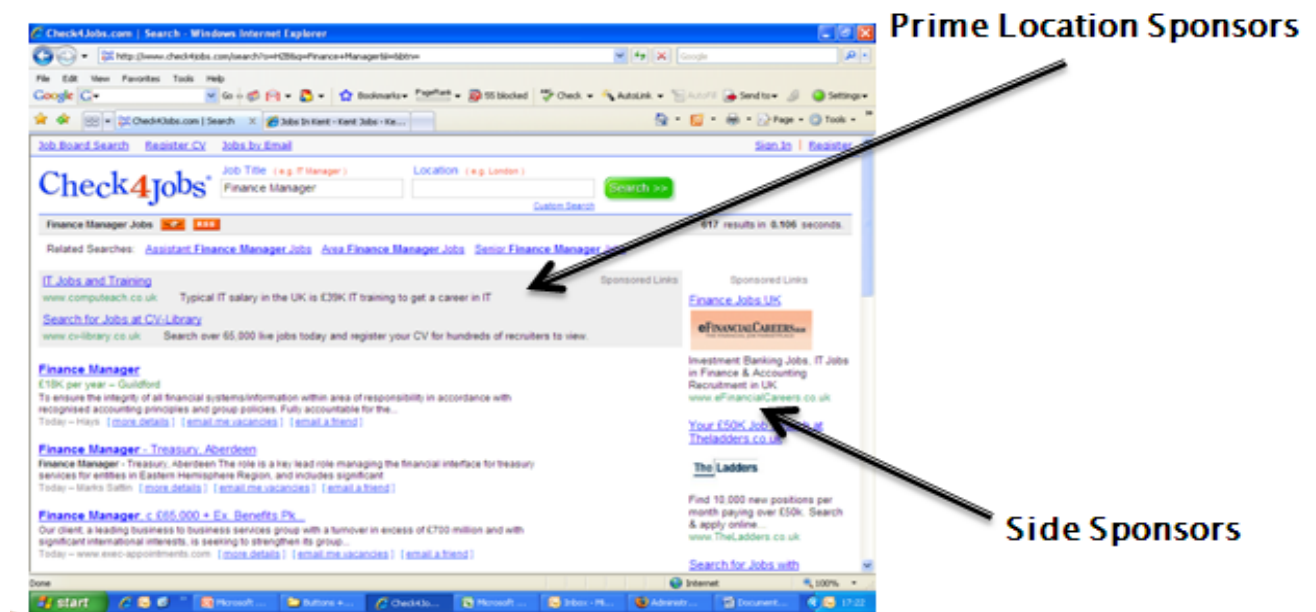 Prime Location Sponsors
Check4Jobs.com | Search - Windows Internet Explorer
Google
File Edit View Favorites Tools Help
Google G Go Bookmarks PageRank 55 blocked Check AutoLink AutoFill Send to Settings
Check4Jobs.com | Search X Jobs In Kent - Kent Jobs - Ke... Page Tools
Job Board Search Register CV Jobs by Email Sign In | Register
Job Title (e.g. IT Manager) Location (e.g. London)
Check4Jobs Finance Manager Search >>
Custom Search
Finance Manager Jobs RSS 617 results in 0.106 seconds.
Related Searches: Assistant Finance Manager Jobs Area Finance Manager Jobs Senior Finance Manager
IT Jobs and Training Sponsored Links
www.computeach.co.uk Typical IT salary in the UK is £39K IT training to get a career in IT
Search for Jobs at CV-Library
www.cv-library.co.uk Search over 65,000 live jobs today and register your CV for hundreds of recruiters to view.
Finance Manager
£18K per year – Guildford
To ensure the integrity of all financial systems/information within area of responsibility in accordance with
recognised accounting principles and group policies. Fully accountable for the...
Today – Hays [more details] [email me vacancies] [email a friend]
Finance Manager - Treasury, Aberdeen
Finance Manager - Treasury, Aberdeen The role is a key lead role managing the financial interface for treasury
services for entities in Eastern Hemisphere Region, and includes significant
Today – Marks Sattin [more details] [email me vacancies] [email a friend]
Finance Manager c £65,000 + Ex. Benefits Pk...
Our client, a leading business to business services group with a turnover in excess of £700 million and with
significant international interests, is seeking to strengthen its group...
Today – www.exec-appointments.com [more details] [email me vacancies] [email a friend]
Sponsored Links
Finance Jobs UK
eFinancialCareers
Investment Banking Jobs, IT Jobs
in Finance & Accounting
Recruitment in UK
www.eFinancialCareers.co.uk
Your £50K Job at
Theladders.co.uk
The Ladders
Find 10,000 new positions per
month paying over £50k. Search
& apply online...
www.TheLadders.co.uk
Search for Jobs with
Side Sponsors
Done Internet 100%
start Microsoft ... Buttons +... Check4Jo... Microsoft ... Inbox - Mi... Administr... Document... 17:22